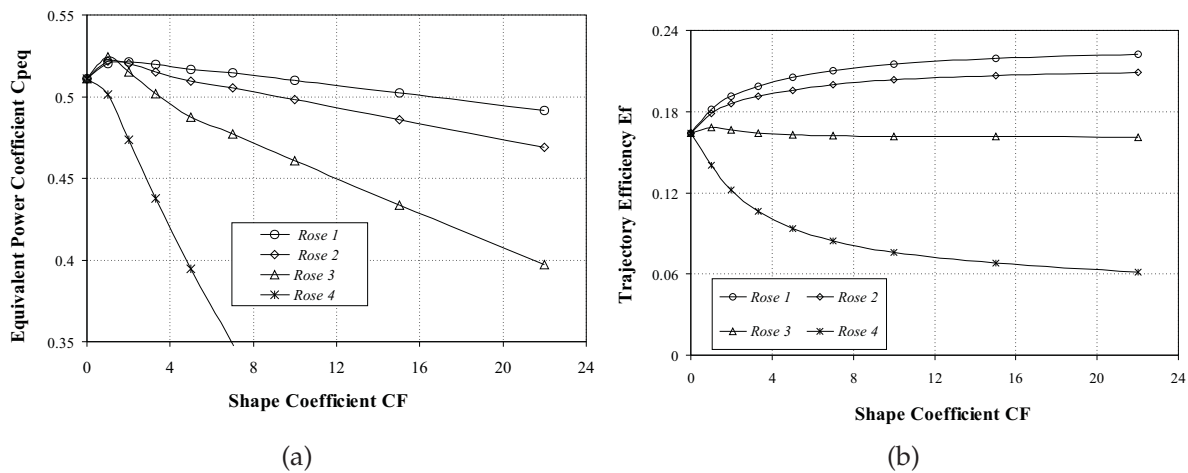 0.55
0.5
0.45
0.4
0.35
Equivalent Power Coefficient Cpeq
Rose 1
Rose 2
Rose 3
Rose 4
0 4 8 12 16 20 24
Shape Coefficient CF
(a)
0.24
0.18
0.12
0.06
0
Trajectory Efficiency Ef
Rose 1 Rose 2
Rose 3 Rose 4
0 4 8 12 16 20 24
Shape Coefficient CF
(b)